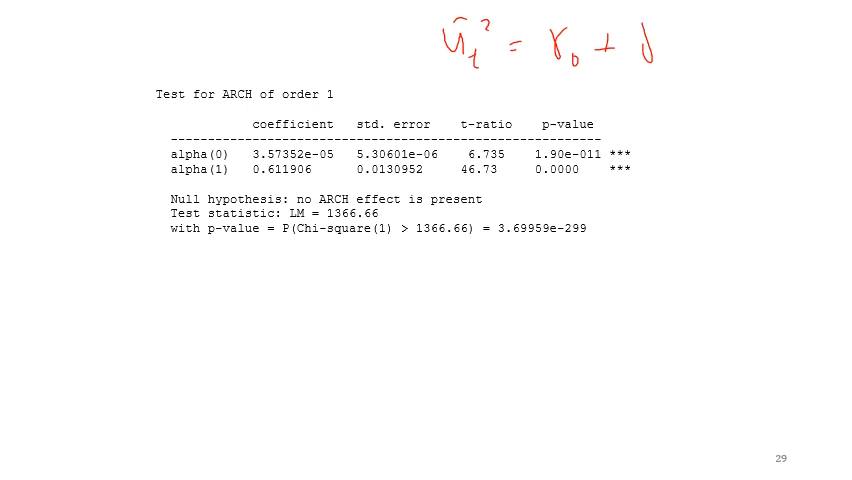 û_t² = γ₀ + γ
Test for ARCH of order 1
coefficient std. error t-ratio p-value
-----------------------------------------------------------
alpha(0) 3.57352e-05 5.30601e-06 6.735 1.90e-011 ***
alpha(1) 0.611906 0.0130952 46.73 0.0000 ***
Null hypothesis: no ARCH effect is present
Test statistic: LM = 1366.66
with p-value = P(Chi-square(1) > 1366.66) = 3.69959e-299
29